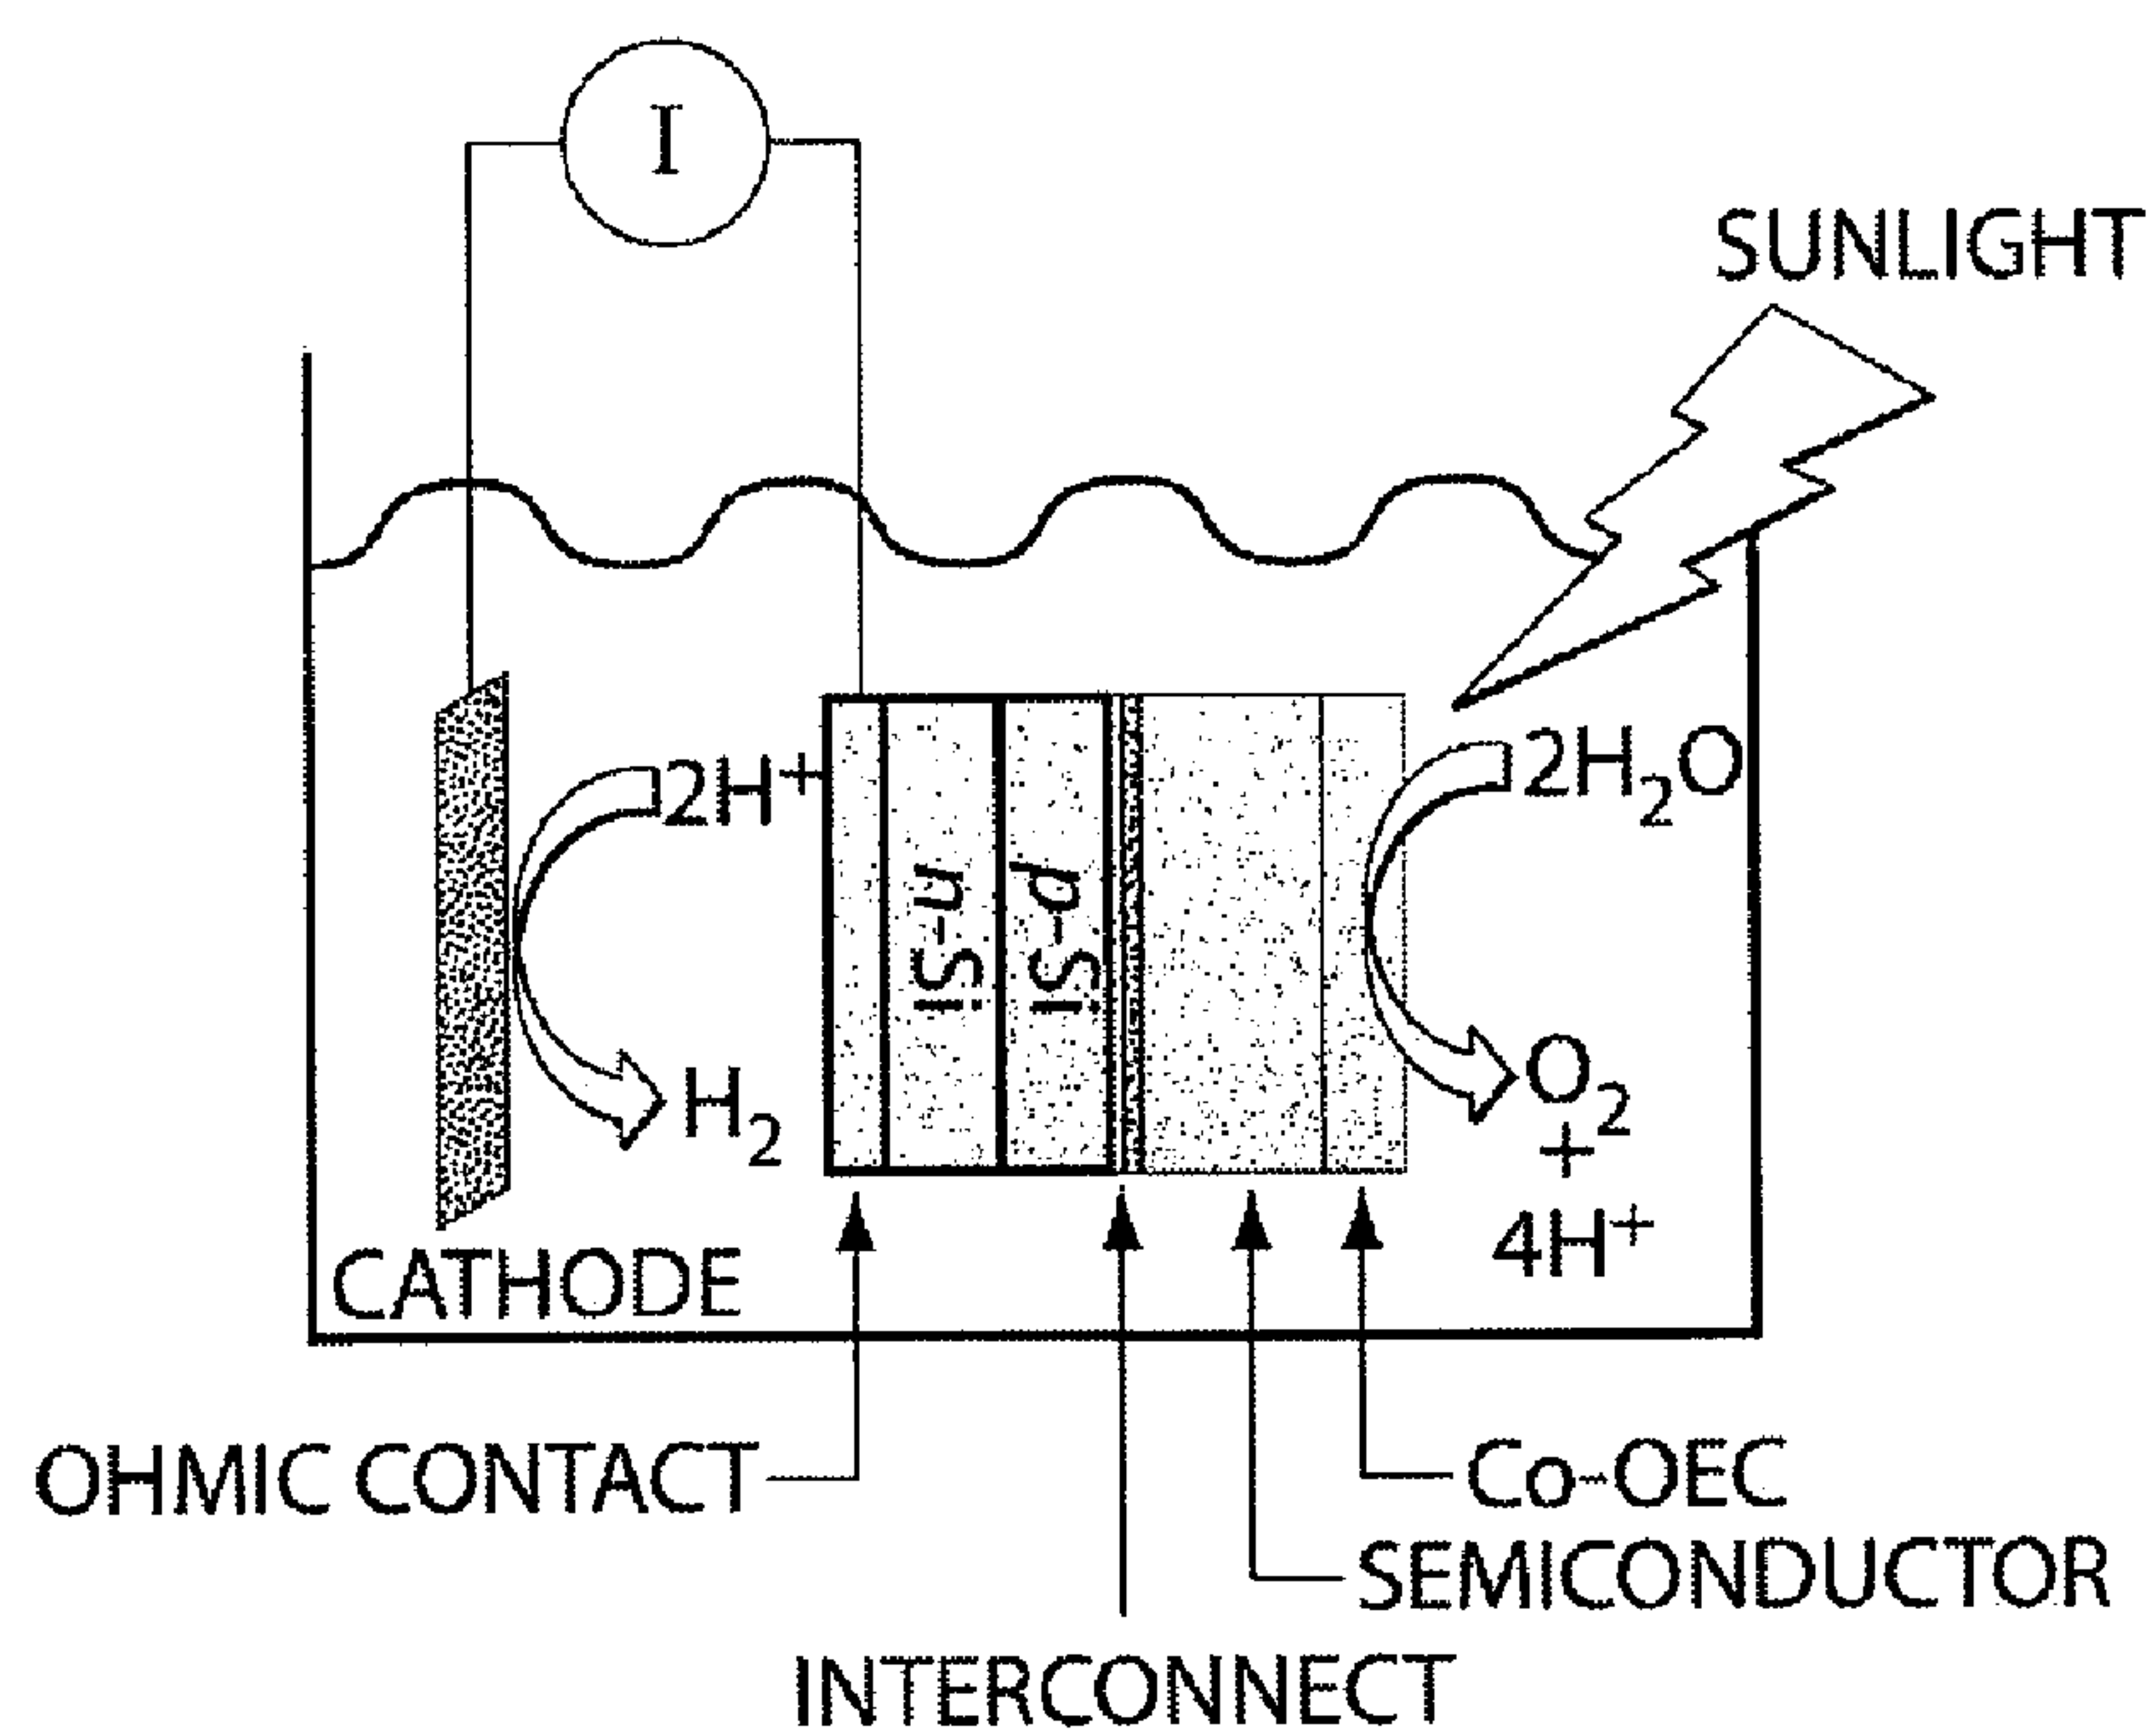 I
SUNLIGHT
2H+
n-Si
p-Si
2H2O
H2
O2
+
4H+
CATHODE
OHMIC CONTACT
Co-OEC
SEMICONDUCTOR
INTERCONNECT